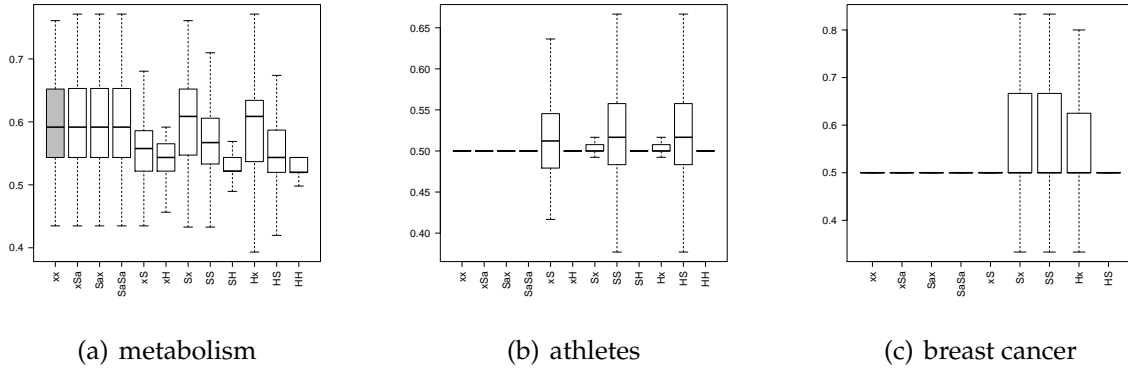 0.7
0.6
0.5
0.4
xx
xSa
Sax
SaSa
xS
xH
Sx
SS
SH
Hx
HS
HH
(a) metabolism
0.65
0.60
0.55
0.50
0.45
0.40
xx
xSa
Sax
SaSa
xS
xH
Sx
SS
SH
Hx
HS
HH
(b) athletes
0.8
0.7
0.6
0.5
0.4
xx
xSa
Sax
SaSa
xS
Sx
SS
Hx
HS
(c) breast cancer